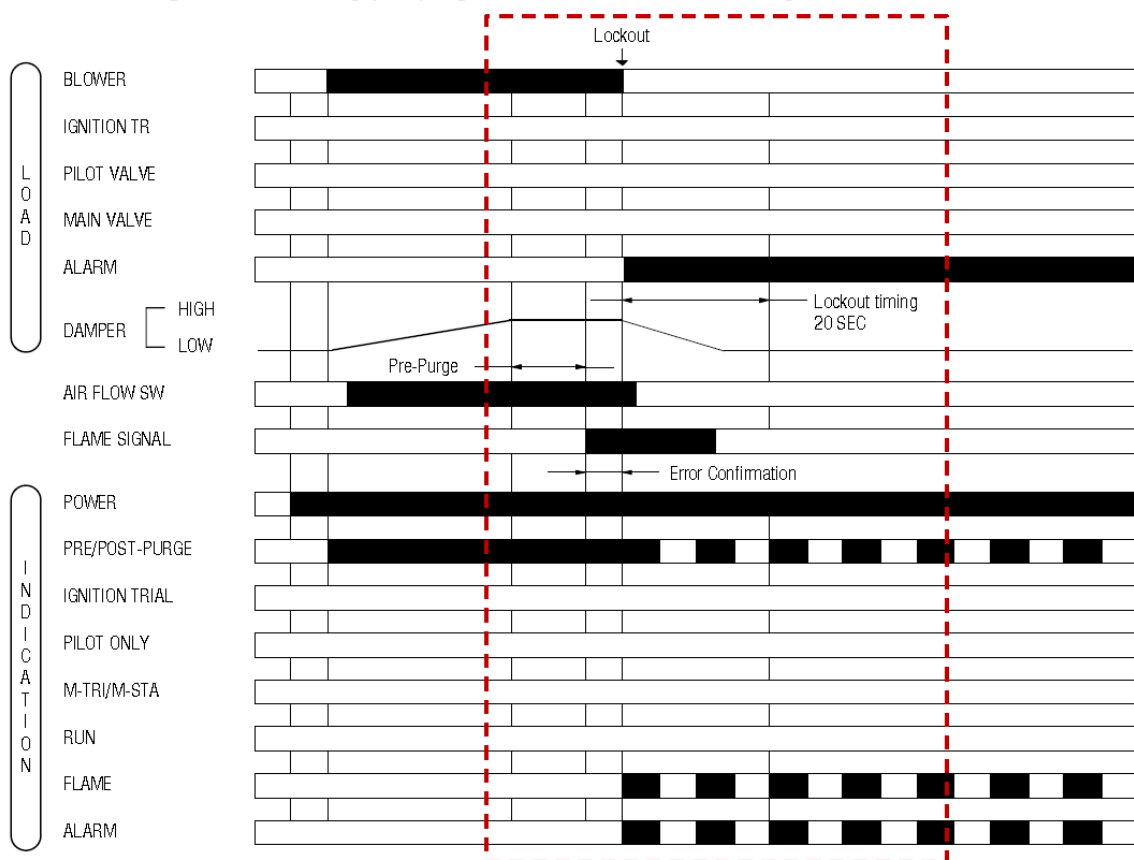 Lockout
BLOWER
IGNITION TR
PILOT VALVE
MAIN VALVE
ALARM
LOAD
Lockout timing
20 SEC
HIGH
DAMPER
LOW
Pre-Purge
AIR FLOW SW
FLAME SIGNAL
Error Confirmation
POWER
PRE/POST-PURGE
IGNITION TRIAL
INDICATION
PILOT ONLY
M-TRI/M-STA
RUN
FLAME
ALARM